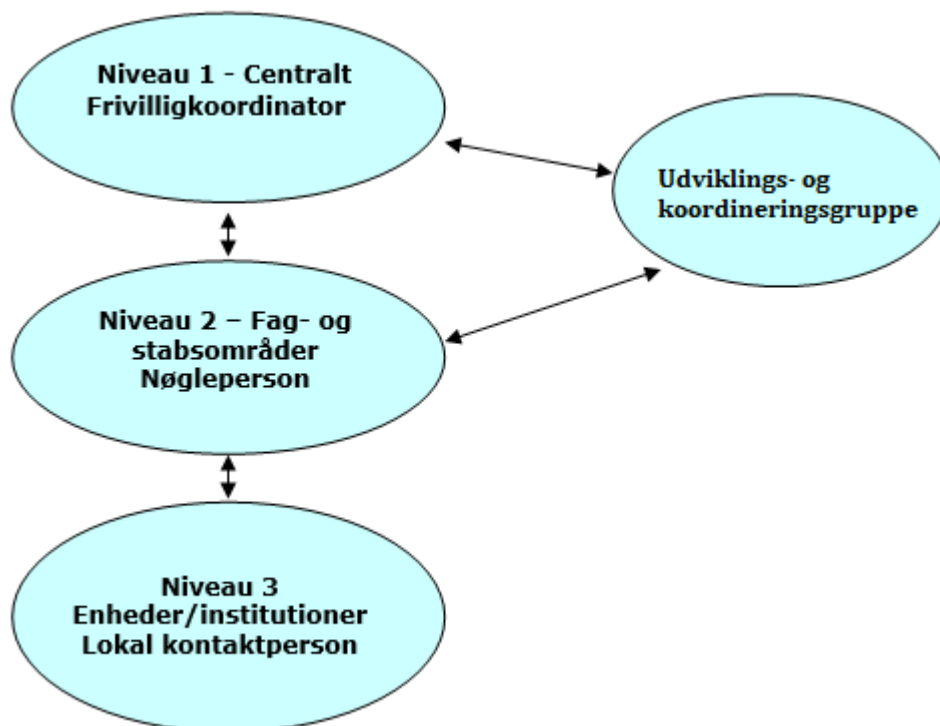 Niveau 1 - Centralt
Frivilligkoordinator
Udviklings- og
koordineringsgruppe
Niveau 2 – Fag- og
stabsområder
Nøgleperson
Niveau 3
Enheder/institutioner
Lokal kontaktperson